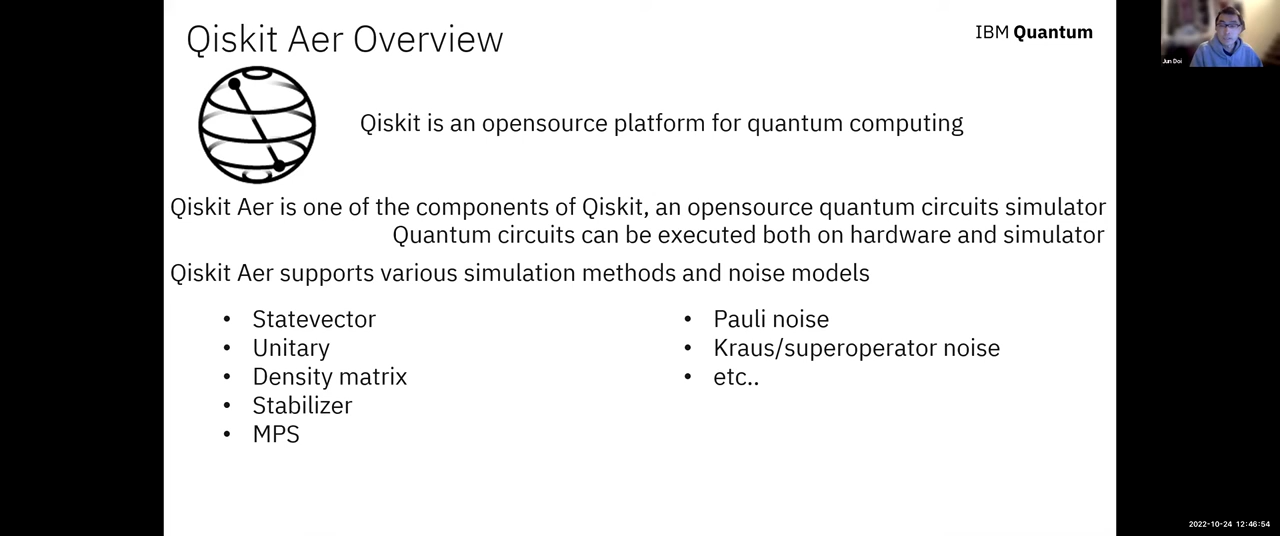 Qiskit Aer Overview
IBM Quantum
Jun Doi
Qiskit is an opensource platform for quantum computing
Qiskit Aer is one of the components of Qiskit, an opensource quantum circuits simulator
Quantum circuits can be executed both on hardware and simulator
Qiskit Aer supports various simulation methods and noise models
• Statevector
• Unitary
• Density matrix
• Stabilizer
• MPS
• Pauli noise
• Kraus/superoperator noise
• etc..
2022-10-24 12:46:54